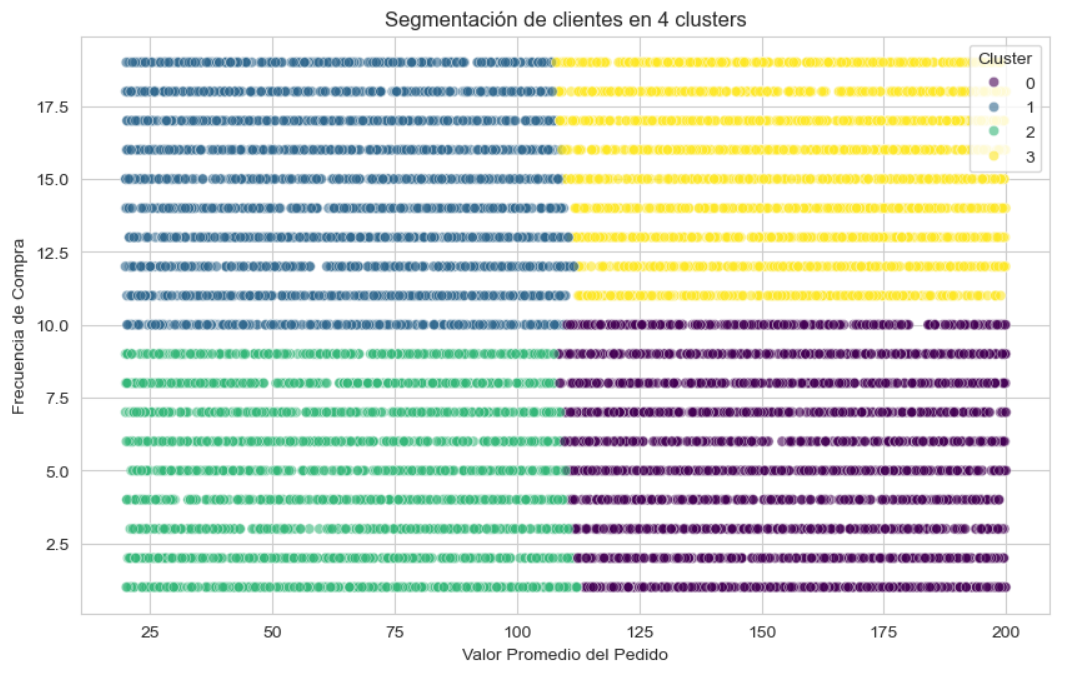 Segmentación de clientes en 4 clusters
Cluster
0
1
2
3
17.5
15.0
12.5
10.0
7.5
5.0
2.5
Frecuencia de Compra
25 50 75 100 125 150 175 200
Valor Promedio del Pedido